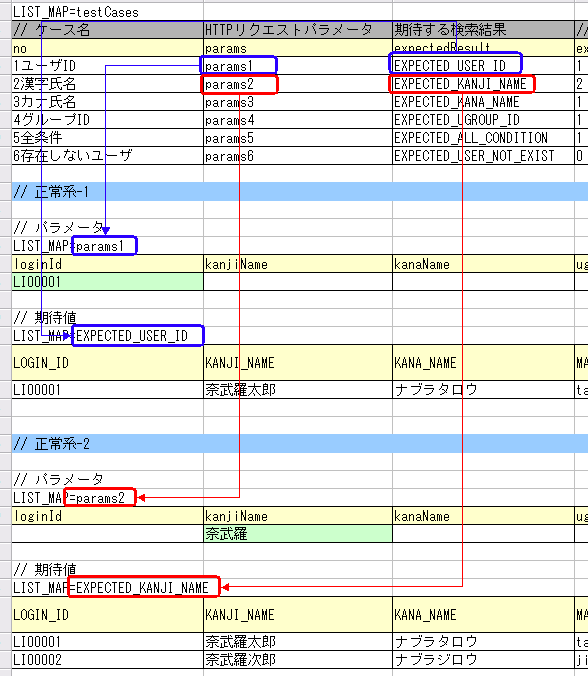 LIST_MAP=testCases
// ケース名 HTTPリクエストパラメータ 期待する検索結果 //
no params expectedResult ex
1ユーザID params1 EXPECTED_USER_ID 1
2漢字氏名 params2 EXPECTED_KANJI_NAME 1
3カナ氏名 params3 EXPECTED_KANA_NAME 1
4グループID params4 EXPECTED_UGROUP_ID 1
5全条件 params5 EXPECTED_ALL_CONDITION 1
6存在しないユーザ params6 EXPECTED_USER_NOT_EXIST 0
// 正常系-1
// パラメータ
LIST_MAP=params1
loginId kanjiName kanaName ug
LI00001
// 期待値
LIST_MAP=EXPECTED_USER_ID
LOGIN_ID KANJI_NAME KANA_NAME MA
LI00001 奈武羅太郎 ナブラタロウ ta
// 正常系-2
// パラメータ
LIST_MAP=params2
loginId kanjiName kanaName ug
奈武羅
// 期待値
LIST_MAP=EXPECTED_KANJI_NAME
LOGIN_ID KANJI_NAME KANA_NAME MA
LI00001 奈武羅太郎 ナブラタロウ ta
LI00002 奈武羅次郎 ナブラジロウ ji